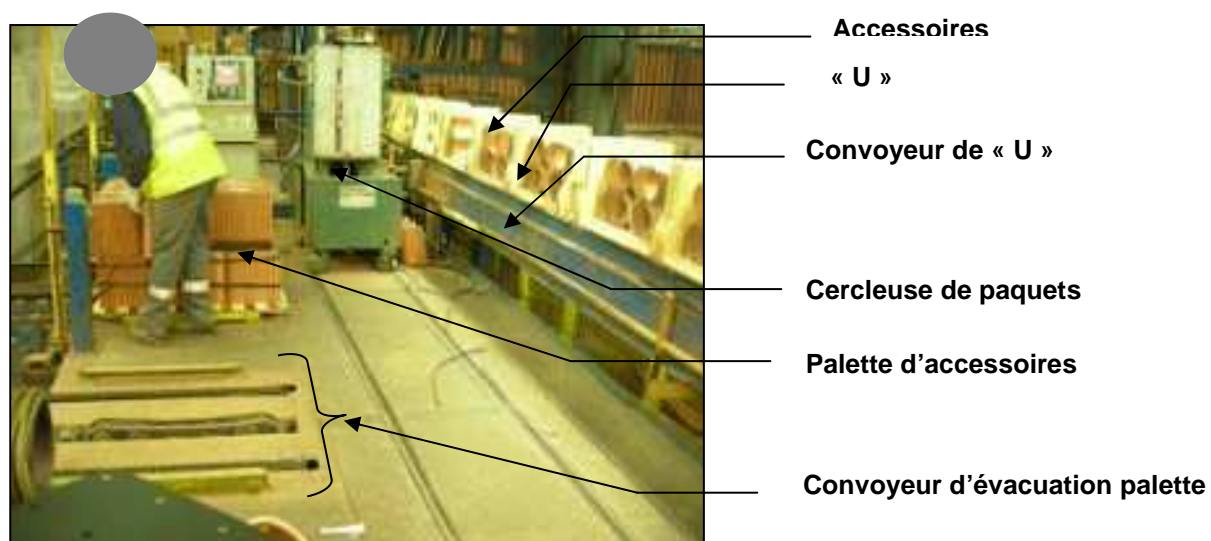 Accessoires
« U »
Convoyeur de « U »
Cercleuse de paquets
Palette d’accessoires
Convoyeur d’évacuation palette